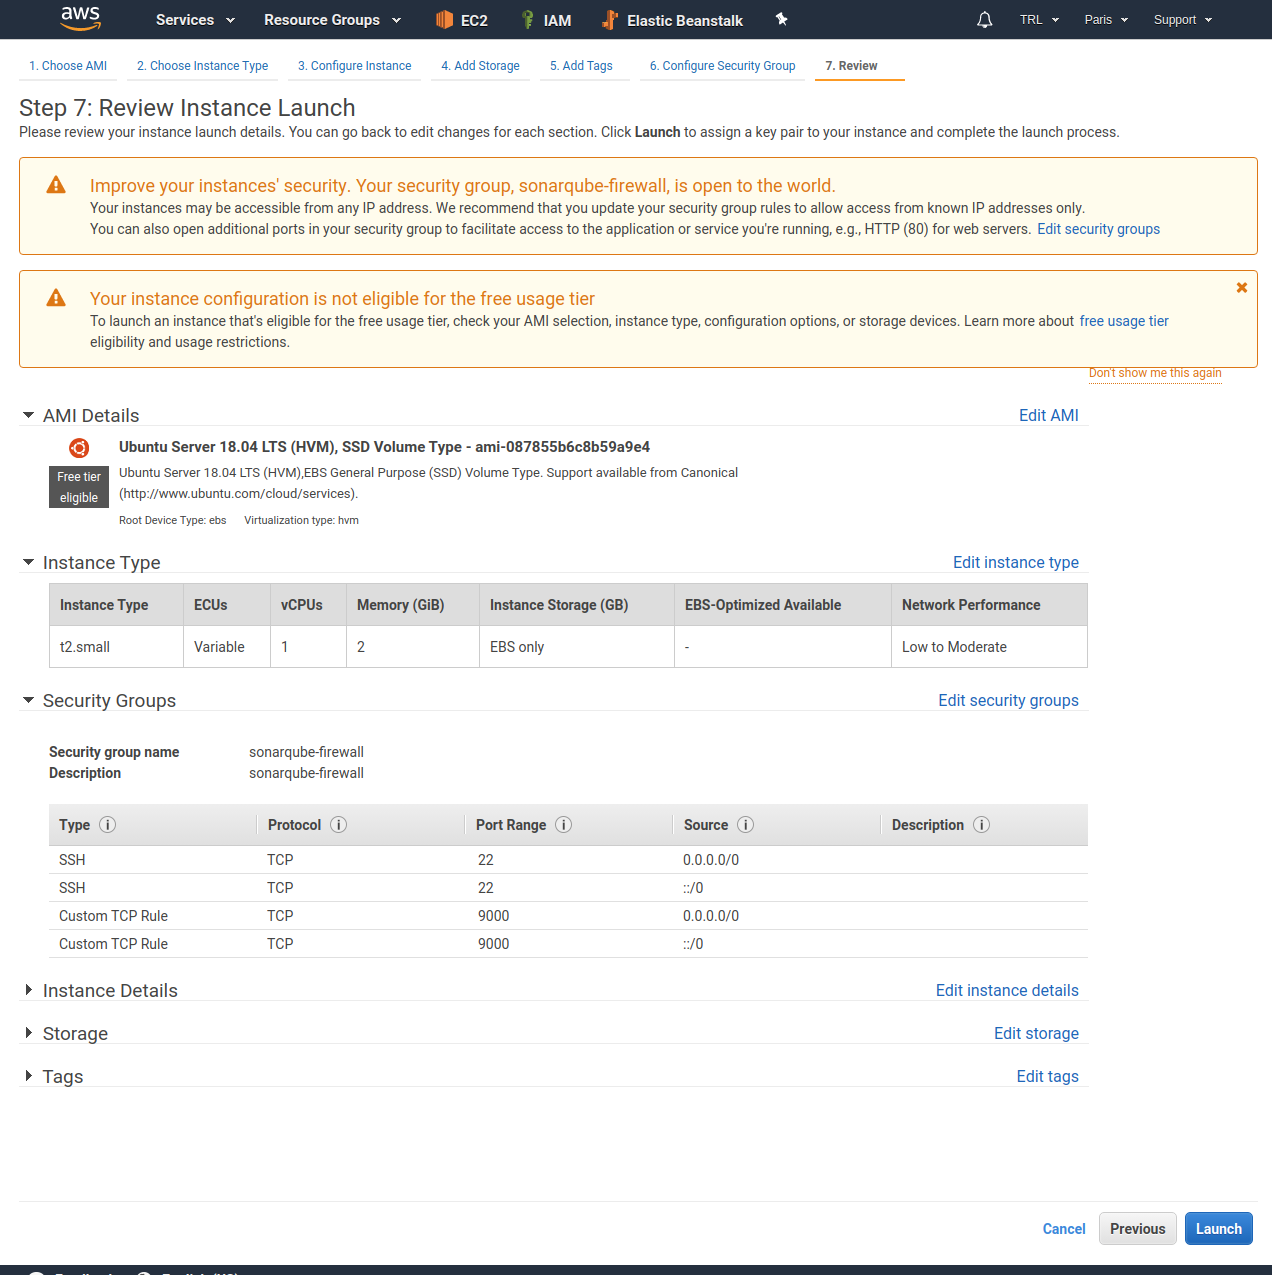 aws Services Resource Groups EC2 IAM Elastic Beanstalk TRL Paris Support
1. Choose AMI 2. Choose Instance Type 3. Configure Instance 4. Add Storage 5. Add Tags 6. Configure Security Group 7. Review
Step 7: Review Instance Launch
Please review your instance launch details. You can go back to edit changes for each section. Click Launch to assign a key pair to your instance and complete the launch process.
Improve your instances' security. Your security group, sonarqube-firewall, is open to the world.
Your instances may be accessible from any IP address. We recommend that you update your security group rules to allow access from known IP addresses only.
You can also open additional ports in your security group to facilitate access to the application or service you're running, e.g., HTTP (80) for web servers. Edit security groups
Your instance configuration is not eligible for the free usage tier
To launch an instance that's eligible for the free usage tier, check your AMI selection, instance type, configuration options, or storage devices. Learn more about free usage tier
eligibility and usage restrictions.
Don't show me this again
AMI Details Edit AMI
Ubuntu Server 18.04 LTS (HVM), SSD Volume Type - ami-087855b6c8b59a9e4
Free tier
eligible
Ubuntu Server 18.04 LTS (HVM),EBS General Purpose (SSD) Volume Type. Support available from Canonical
(http://www.ubuntu.com/cloud/services).
Root Device Type: ebs Virtualization type: hvm
Instance Type Edit instance type
Instance Type ECUs vCPUs Memory (GiB) Instance Storage (GB) EBS-Optimized Available Network Performance
t2.small Variable 1 2 EBS only - Low to Moderate
Security Groups Edit security groups
Security group name sonarqube-firewall
Description sonarqube-firewall
Type Protocol Port Range Source Description
SSH TCP 22 0.0.0.0/0
SSH TCP 22 ::/0
Custom TCP Rule TCP 9000 0.0.0.0/0
Custom TCP Rule TCP 9000 ::/0
Instance Details Edit instance details
Storage Edit storage
Tags Edit tags
Cancel Previous Launch